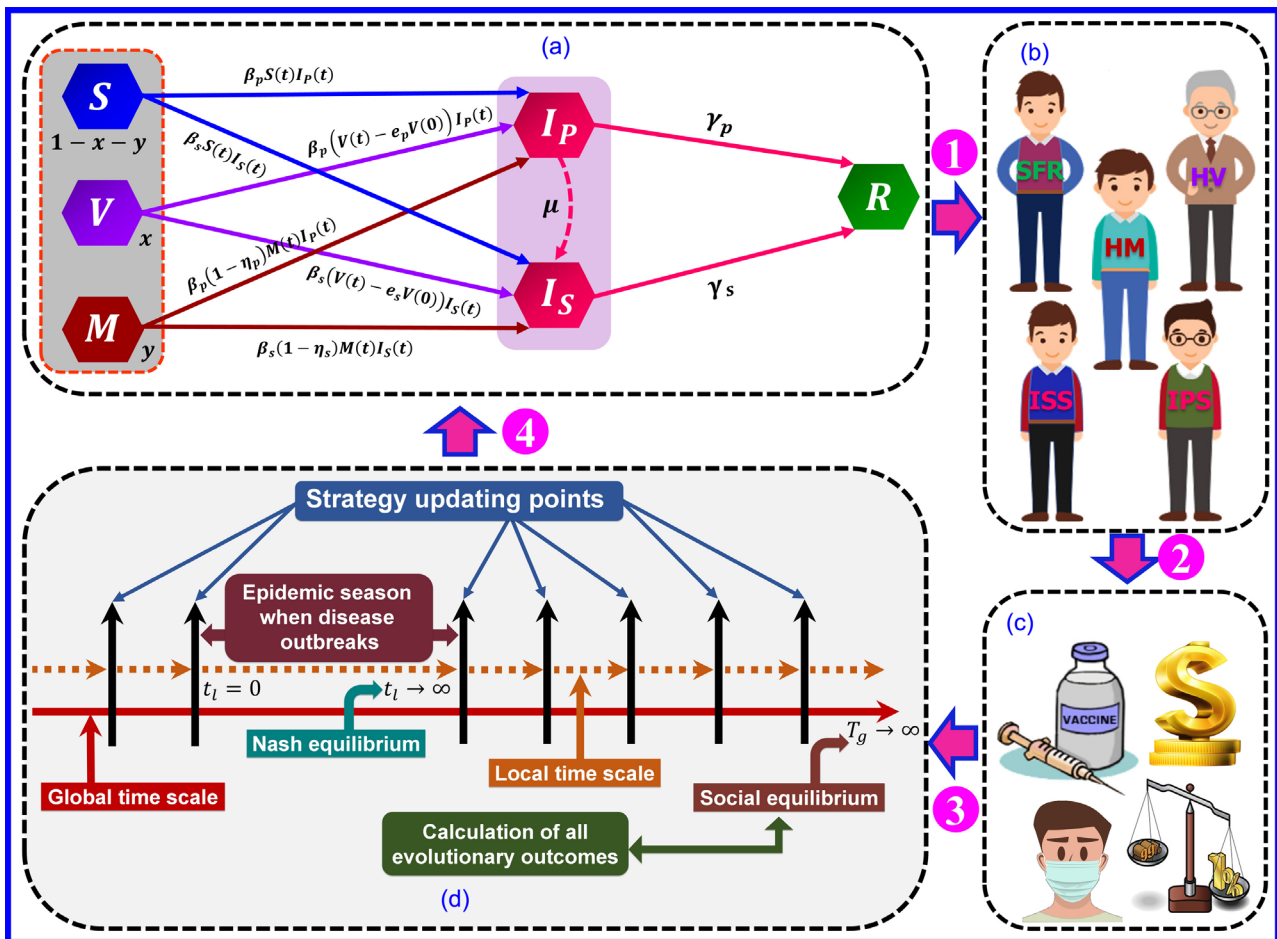 (a)
S
1 − x − y
V
x
M
y
β_p S(t)I_P(t)
β_s S(t)I_S(t)
β_p(V(t) − e_p V(0))I_P(t)
β_p(1 − η_p)M(t)I_P(t)
β_s(V(t) − e_s V(0))I_S(t)
β_s(1 − η_s)M(t)I_S(t)
I_P
μ
I_S
γ_p
γ_s
R
1
(b)
SFR
HV
HM
ISS
IPS
2
(c)
VACCINE
3
4
Strategy updating points
Epidemic season
when disease
outbreaks
t_l = 0
t_l → ∞
Nash equilibrium
T_g → ∞
Global time scale
Local time scale
Social equilibrium
Calculation of all
evolutionary outcomes
(d)